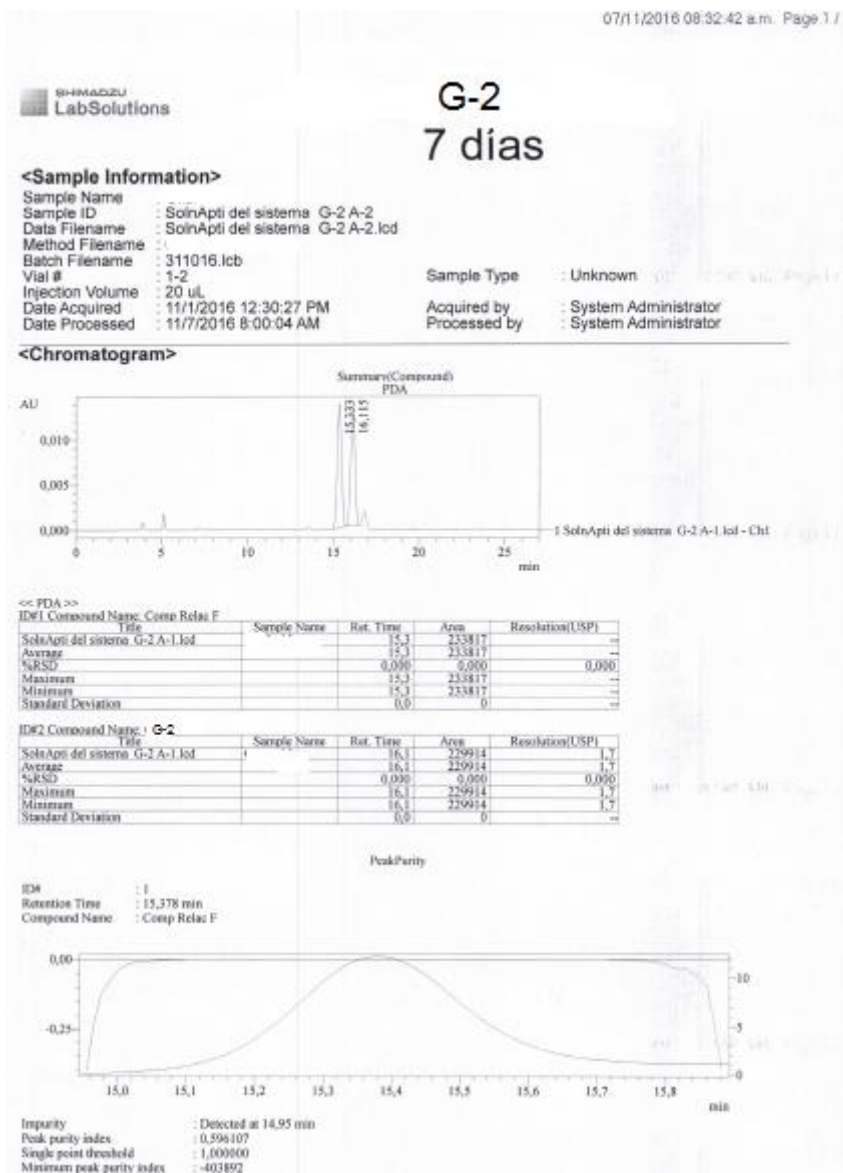 07/11/2016 08:32:42 a.m. Page 1 /
SHIMADZU
LabSolutions
G-2
7 días
<Sample Information>
Sample Name
Sample ID : SolnApti del sistema G-2 A-2
Data Filename : SolnApti del sistema G-2 A-2.lcd
Method Filename :
Batch Filename : 311016.lcb
Vial # : 1-2 Sample Type : Unknown
Injection Volume : 20 uL
Date Acquired : 11/1/2016 12:30:27 PM Acquired by : System Administrator
Date Processed : 11/7/2016 8:00:04 AM Processed by : System Administrator
<Chromatogram>
Summary(Compound)
PDA
AU
15,333
16,115
0,010
0,005
0,000
1 SolnApti del sistema G-2 A-1.lcd - Ch1
0 5 10 15 20 25
min
<< PDA >>
ID#1 Compound Name: Comp Relac F
Title Sample Name Ret. Time Area Resolution(USP)
SolnApti del sistema G-2 A-1.lcd 15,3 233817 --
Average 15,3 233817 --
%RSD 0,000 0,000 0,000
Maximum 15,3 233817 --
Minimum 15,3 233817 --
Standard Deviation 0,0 0 --
ID#2 Compound Name: G-2
Title Sample Name Ret. Time Area Resolution(USP)
SolnApti del sistema G-2 A-1.lcd 16,1 229914 1,7
Average 16,1 229914 1,7
%RSD 0,000 0,000 0,000
Maximum 16,1 229914 1,7
Minimum 16,1 229914 1,7
Standard Deviation 0,0 0 --
PeakPurity
ID# : 1
Retention Time : 15,378 min
Compound Name : Comp Relac F
0,00
10
-0,25
5
0
15,0 15,1 15,2 15,3 15,4 15,5 15,6 15,7 15,8
min
Impurity : Detected at 14,95 min
Peak purity index : 0,596107
Single point threshold : 1,000000
Minimum peak purity index : -403892